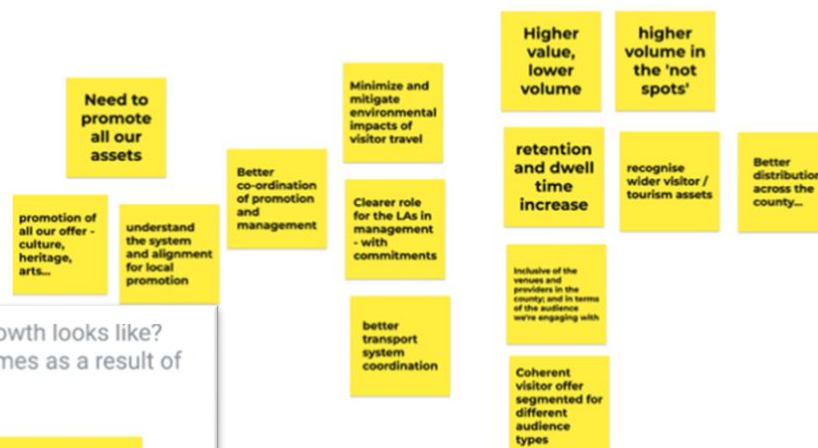 Need to
promote
all our
assets
promotion of
all our offer -
culture,
heritage,
arts...
understand
the system
and alignment
for local
promotion
Better
co-ordination
of promotion
and
management
Minimize and
mitigate
environmental
impacts of
visitor travel
Clearer role
for the LAs in
management
- with
commitments
better
transport
system
coordination
Higher
value,
lower
volume
higher
volume in
the 'not
spots'
retention
and dwell
time
increase
recognise
wider visitor /
tourism assets
Better
distribution
across the
county...
Inclusive of the
venues and
providers in the
county; and in terms
of the audience
we're engaging with
Coherent
visitor offer
segmented for
different
audience
types
owth looks like?
mes as a result of